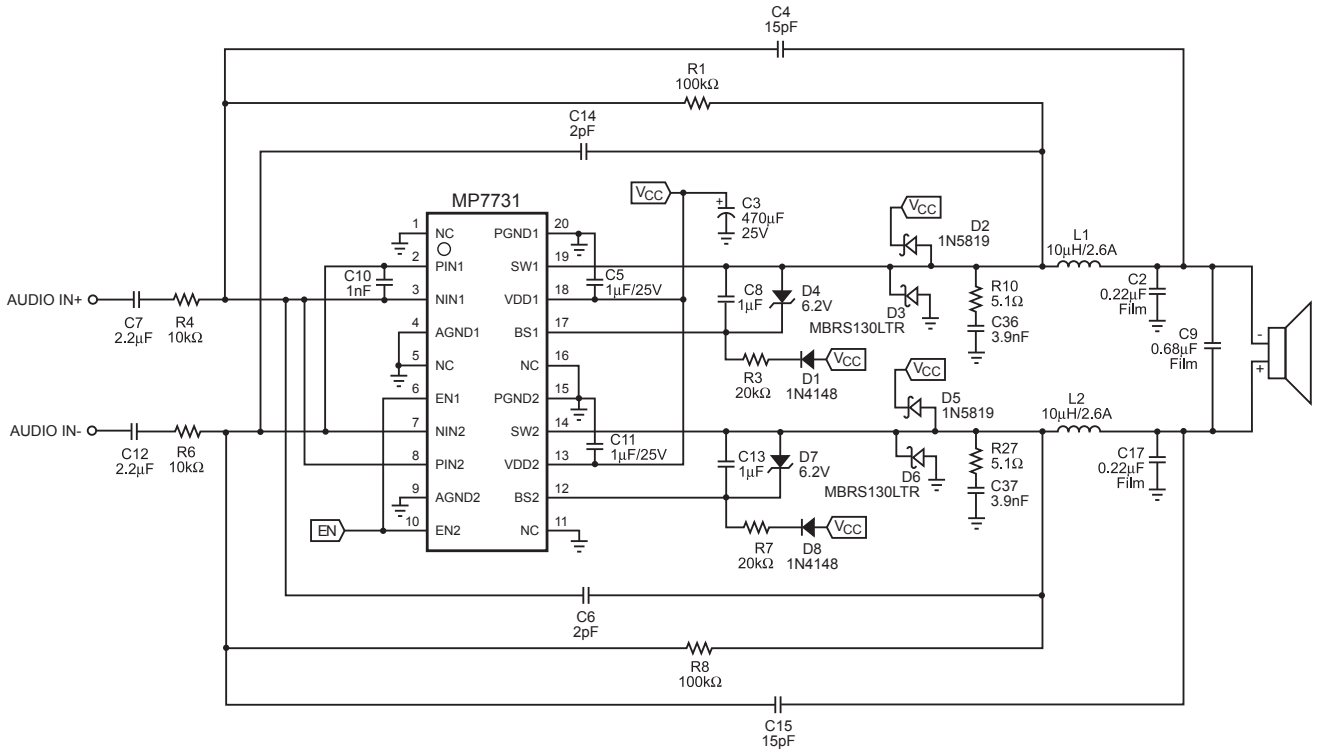 C4
15pF
R1
100kΩ
C14
2pF
VCC
C3
470μF
25V
+
VCC
D2
1N5819
L1
10μH/2.6A
MP7731
1 NC PGND1 20
2 PIN1 SW1 19
3 NIN1 VDD1 18
4 AGND1 BS1 17
5 NC NC 16
6 EN1 PGND2 15
7 NIN2 SW2 14
8 PIN2 VDD2 13
9 AGND2 BS2 12
10 EN2 NC 11
AUDIO IN+
C7
2.2μF
R4
10kΩ
C10
1nF
C5
1μF/25V
C8
1μF
D4
6.2V
D3
MBRS130LTR
R10
5.1Ω
C36
3.9nF
C2
0.22μF
Film
C9
0.68μF
Film
-
+
R3
20kΩ
D1
1N4148
VCC
VCC
D5
1N5819
L2
10μH/2.6A
AUDIO IN-
C12
2.2μF
R6
10kΩ
C11
1μF/25V
C13
1μF
D7
6.2V
D6
MBRS130LTR
R27
5.1Ω
C37
3.9nF
C17
0.22μF
Film
EN
R7
20kΩ
D8
1N4148
VCC
C6
2pF
R8
100kΩ
C15
15pF